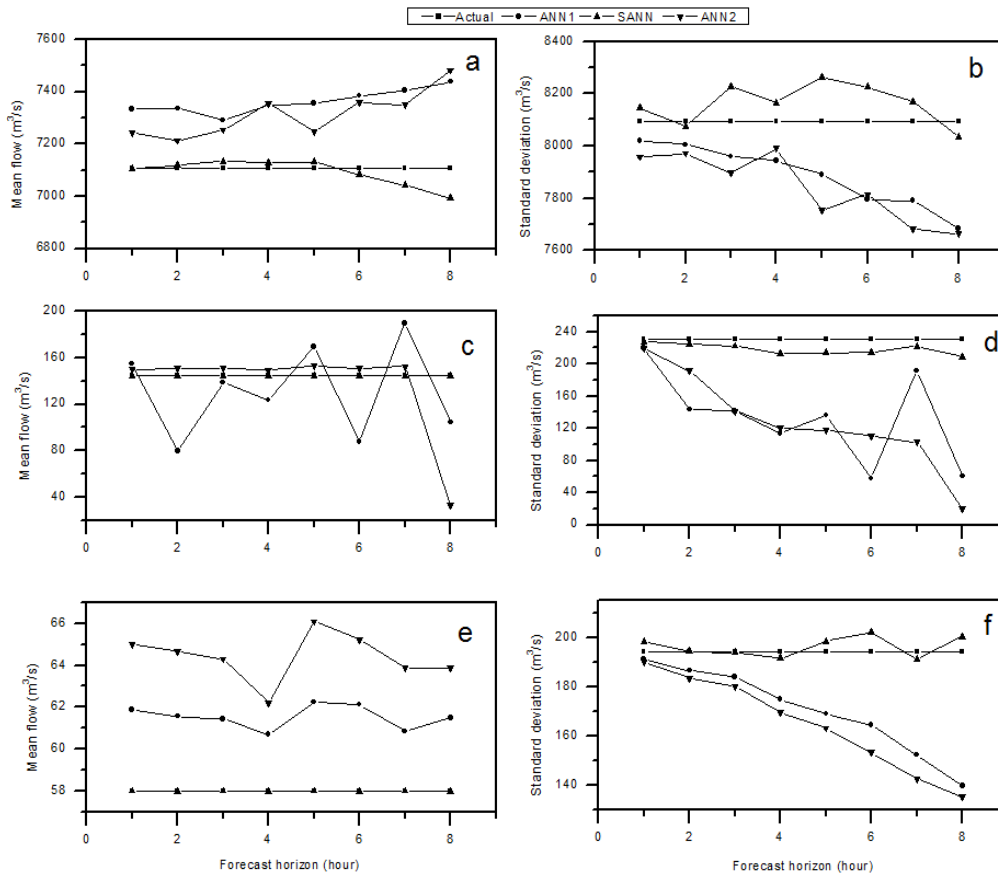 Actual ANN1 SANN ANN2
a
Mean flow (m³/s)
7600
7400
7200
7000
6800
0 2 4 6 8
b
Standard deviation (m³/s)
8400
8200
8000
7800
7600
0 2 4 6 8
c
Mean flow (m³/s)
200
160
120
80
40
0 2 4 6 8
d
Standard deviation (m³/s)
240
200
160
120
80
40
0
0 2 4 6 8
e
Mean flow (m³/s)
66
64
62
60
58
0 2 4 6 8
Forecast horizon (hour)
f
Standard deviation (m³/s)
200
180
160
140
0 2 4 6 8
Forecast horizon (hour)